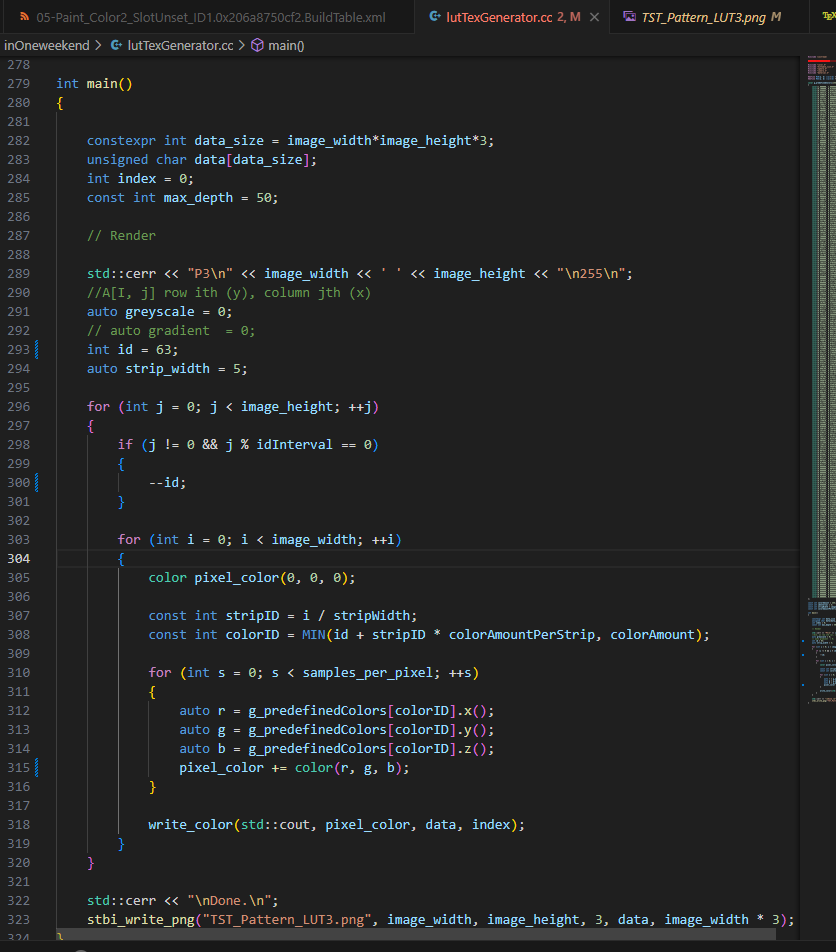 05-Paint_Color2_SlotUnset_ID1.0x206a8750cf2.BuildTable.xml
lutTexGenerator.cc 2, M
TST_Pattern_LUT3.png M
inOneweekend > lutTexGenerator.cc > main()
278
279 int main()
280 {
281
282 constexpr int data_size = image_width*image_height*3;
283 unsigned char data[data_size];
284 int index = 0;
285 const int max_depth = 50;
286
287 // Render
288
289 std::cerr << "P3\n" << image_width << ' ' << image_height << "\n255\n";
290 //A[I, j] row ith (y), column jth (x)
291 auto greyscale = 0;
292 // auto gradient  = 0;
293 int id = 63;
294 auto strip_width = 5;
295
296 for (int j = 0; j < image_height; ++j)
297 {
298 if (j != 0 && j % idInterval == 0)
299 {
300 --id;
301 }
302
303 for (int i = 0; i < image_width; ++i)
304 {
305 color pixel_color(0, 0, 0);
306
307 const int stripID = i / stripWidth;
308 const int colorID = MIN(id + stripID * colorAmountPerStrip, colorAmount);
309
310 for (int s = 0; s < samples_per_pixel; ++s)
311 {
312 auto r = g_predefinedColors[colorID].x();
313 auto g = g_predefinedColors[colorID].y();
314 auto b = g_predefinedColors[colorID].z();
315 pixel_color += color(r, g, b);
316 }
317
318 write_color(std::cout, pixel_color, data, index);
319 }
320 }
321
322 std::cerr << "\nDone.\n";
323 stbi_write_png("TST_Pattern_LUT3.png", image_width, image_height, 3, data, image_width * 3);
324 }